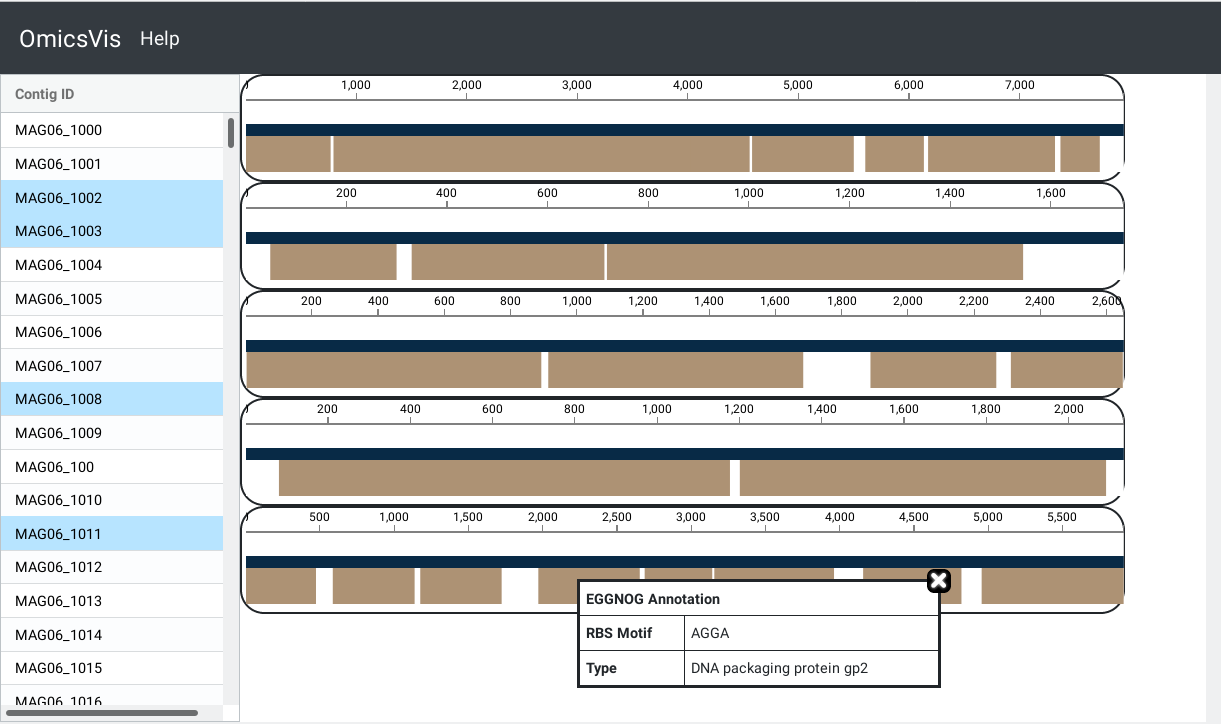 OmicsVis Help
Contig ID
MAG06_1000
MAG06_1001
MAG06_1002
MAG06_1003
MAG06_1004
MAG06_1005
MAG06_1006
MAG06_1007
MAG06_1008
MAG06_1009
MAG06_100
MAG06_1010
MAG06_1011
MAG06_1012
MAG06_1013
MAG06_1014
MAG06_1015
MAG06_1016
1,000 2,000 3,000 4,000 5,000 6,000 7,000
200 400 600 800 1,000 1,200 1,400 1,600
200 400 600 800 1,000 1,200 1,400 1,600 1,800 2,000 2,200 2,400 2,600
200 400 600 800 1,000 1,200 1,400 1,600 1,800 2,000
500 1,000 1,500 2,000 2,500 3,000 3,500 4,000 4,500 5,000 5,500
EGGNOG Annotation
RBS Motif AGGA
Type DNA packaging protein gp2